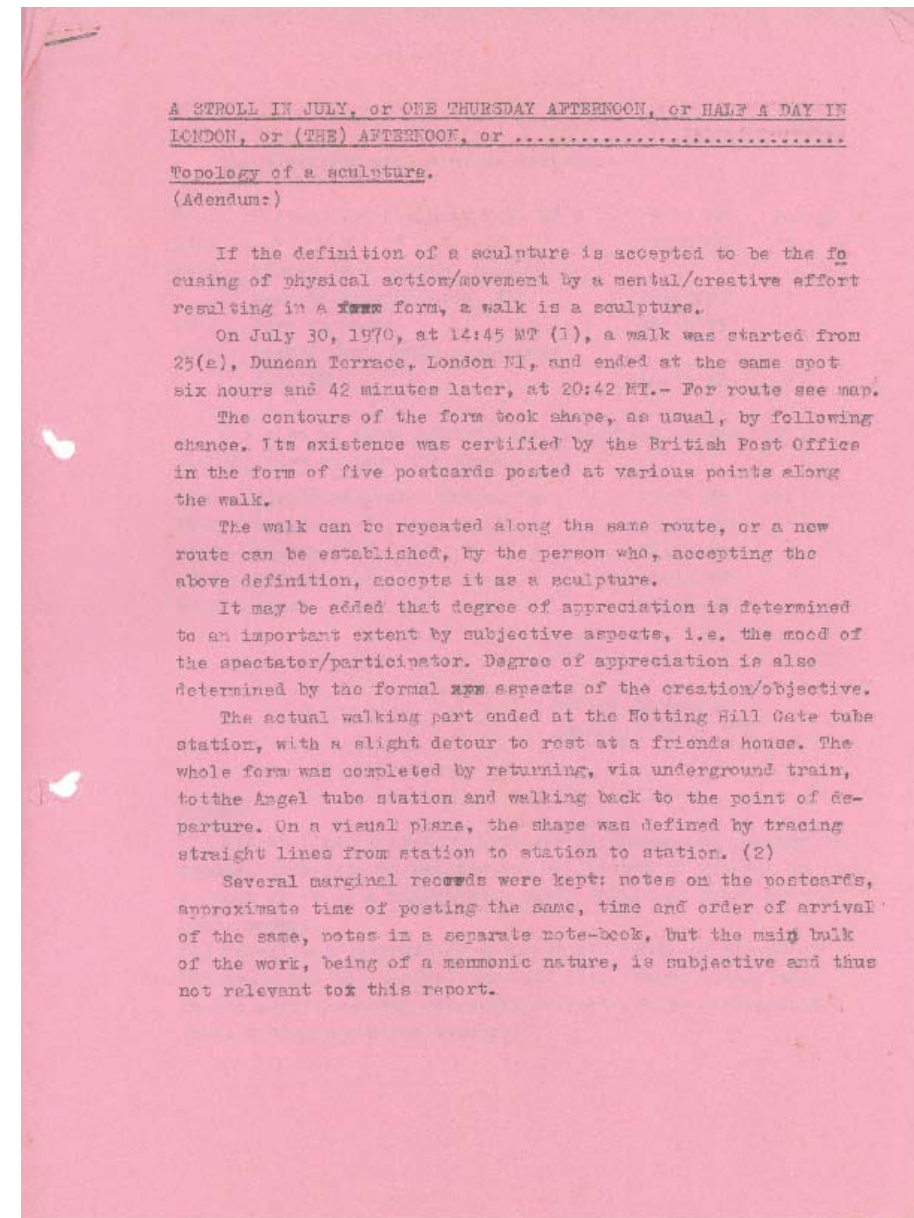 A STROLL IN JULY, or ONE THURSDAY AFTERNOON, or HALF A DAY IN
LONDON, or (THE) AFTERNOON, or ................................
Topology of a sculpture.
(Adendum:)
If the definition of a sculpture is accepted to be the fo
cusing of physical action/movement by a mental/creative effort
resulting in a form, a walk is a sculpture.
On July 30, 1970, at 14:45 MT (1), a walk was started from
25(a), Duncan Terrace, London N1, and ended at the same spot
six hours and 42 minutes later, at 20:42 MT.- For route see map.
The contours of the form took shape, as usual, by following
chance. Its existence was certified by the British Post Office
in the form of five postcards posted at various points along
the walk.
The walk can be repeated along the same route, or a new
route can be established, by the person who, accepting the
above definition, accepts it as a sculpture.
It may be added that degree of appreciation is determined
to an important extent by subjective aspects, i.e. the mood of
the spectator/participator. Degree of appreciation is also
determined by the formal aspects of the creation/objective.
The actual walking part ended at the Notting Hill Gate tube
station, with a slight detour to rest at a friends house. The
whole form was completed by returning, via underground train,
totthe Angel tube station and walking back to the point of de-
parture. On a visual plane, the shape was defined by tracing
straight lines from station to station to station. (2)
Several marginal records were kept: notes on the postcards,
approximate time of posting the same, time and order of arrival
of the same, notes in a separate note-book, but the main bulk
of the work, being of a menmonic nature, is subjective and thus
not relevant to this report.